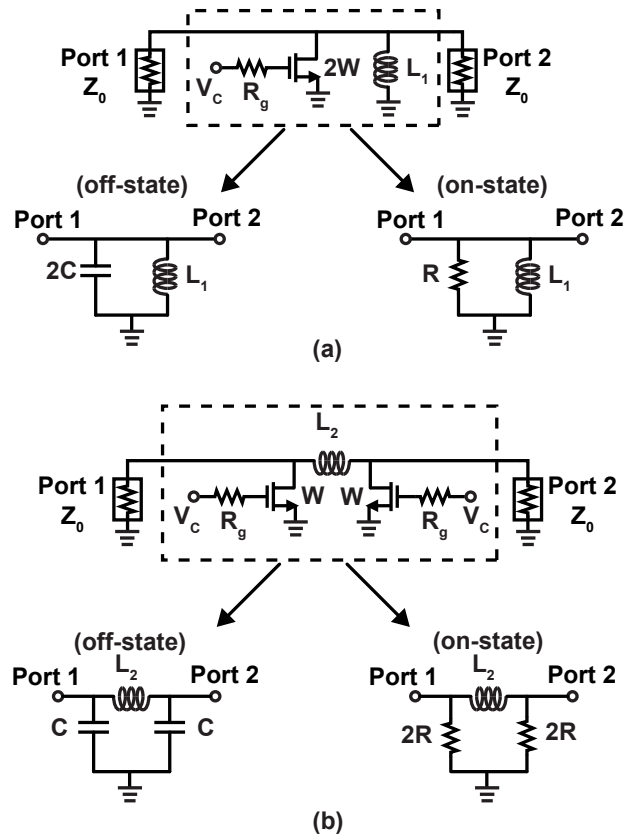 Port 1
Z0
VC
Rg
2W
L1
Port 2
Z0
(off-state)
Port 1
Port 2
2C
L1
(on-state)
Port 1
Port 2
R
L1
(a)
L2
Port 1
Z0
VC
Rg
W
W
Rg
VC
Port 2
Z0
(off-state)
L2
Port 1
Port 2
C
C
(on-state)
L2
Port 1
Port 2
2R
2R
(b)